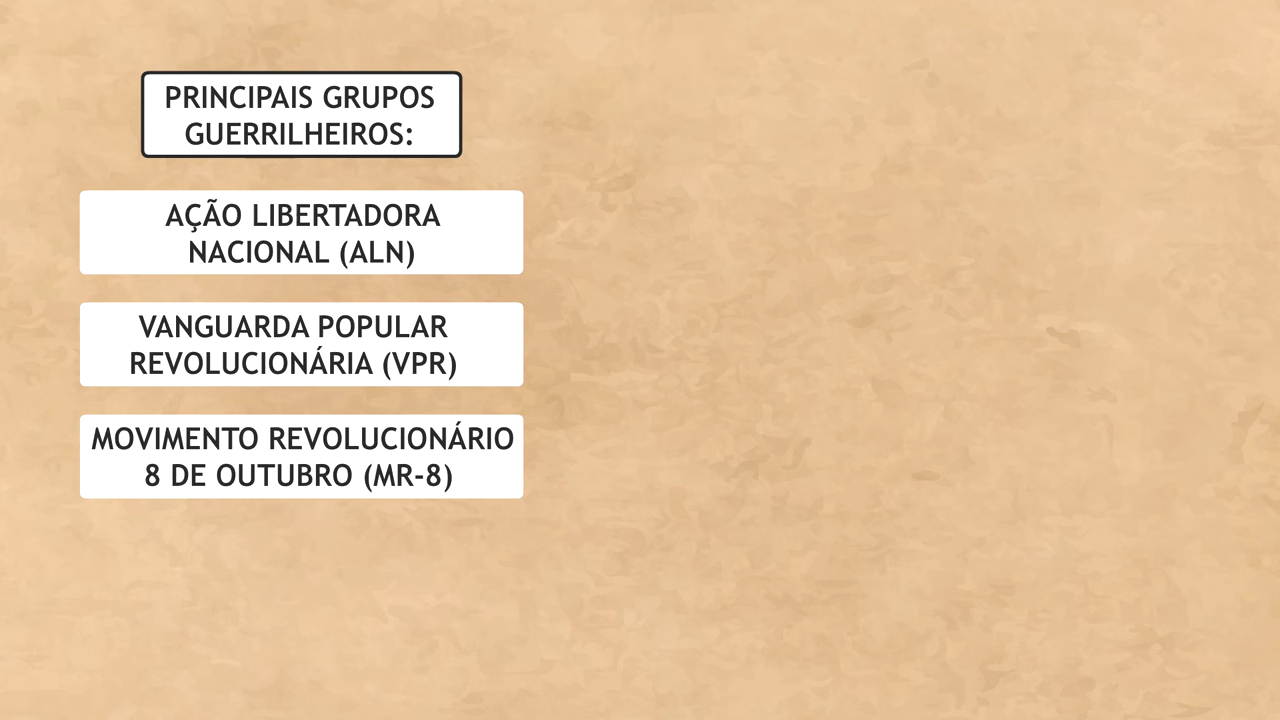 PRINCIPAIS GRUPOS
GUERRILHEIROS:
AÇÃO LIBERTADORA
NACIONAL (ALN)
VANGUARDA POPULAR
REVOLUCIONÁRIA (VPR)
MOVIMENTO REVOLUCIONÁRIO
8 DE OUTUBRO (MR-8)